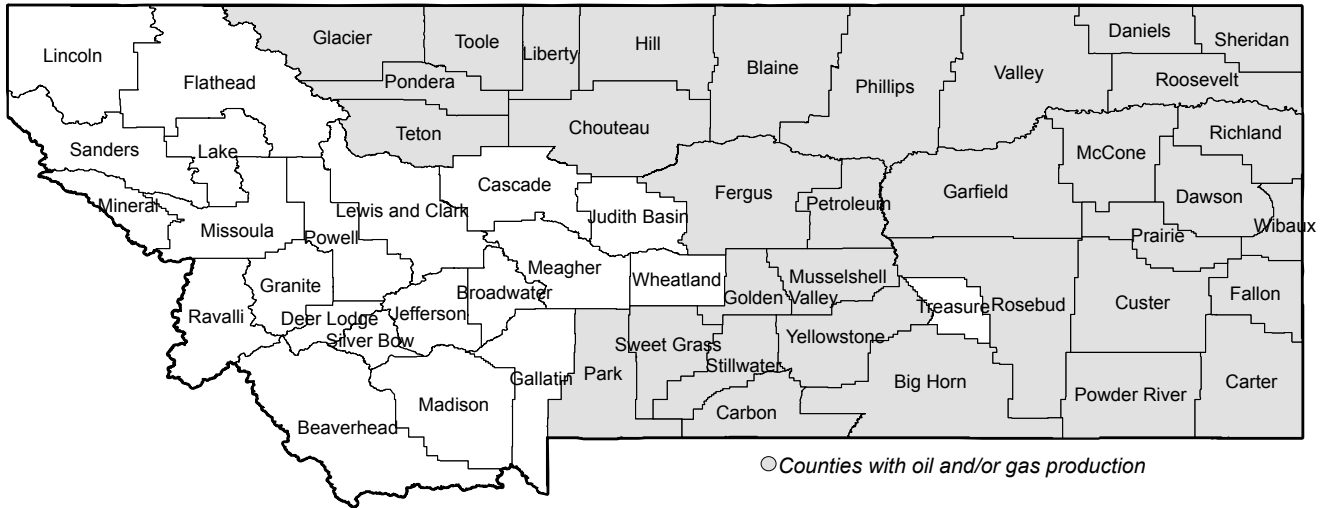 Lincoln
Flathead
Glacier
Toole
Liberty
Hill
Blaine
Phillips
Valley
Daniels
Sheridan
Pondera
Roosevelt
Teton
Chouteau
Richland
Sanders
Lake
McCone
Cascade
Fergus
Garfield
Dawson
Mineral
Missoula
Powell
Lewis and Clark
Judith Basin
Petroleum
Prairie
Wibaux
Granite
Meagher
Wheatland
Golden
Valley
Musselshell
Treasure
Rosebud
Custer
Fallon
Ravalli
Deer Lodge
Silver Bow
Jefferson
Broadwater
Sweet Grass
Stillwater
Yellowstone
Park
Gallatin
Madison
Beaverhead
Carbon
Big Horn
Powder River
Carter
Counties with oil and/or gas production